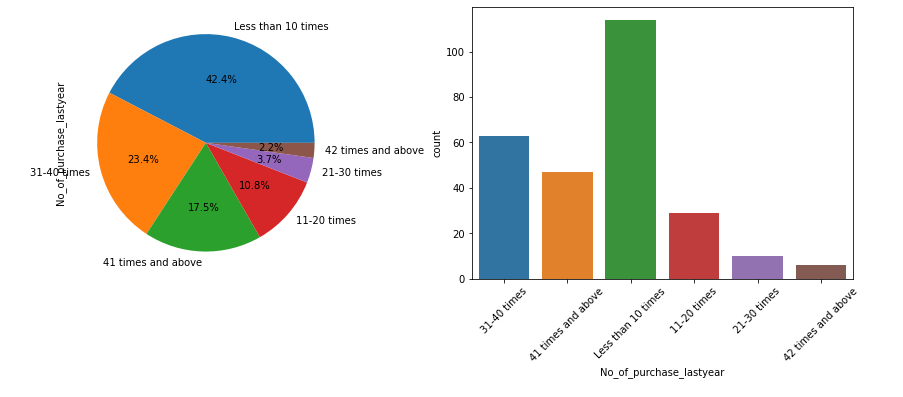 Less than 10 times
42.4%
No_of_purchase_lastyear
31-40 times
23.4%
2.2%
42 times and above
3.7%
21-30 times
10.8%
17.5%
11-20 times
41 times and above
count
100
80
60
40
20
0
31-40 times
41 times and above
Less than 10 times
11-20 times
21-30 times
42 times and above
No_of_purchase_lastyear